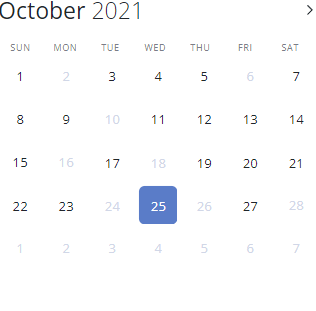 October 2021
SUN MON TUE WED THU FRI SAT
1 2 3 4 5 6 7
8 9 10 11 12 13 14
15 16 17 18 19 20 21
22 23 24 25 26 27 28
1 2 3 4 5 6 7